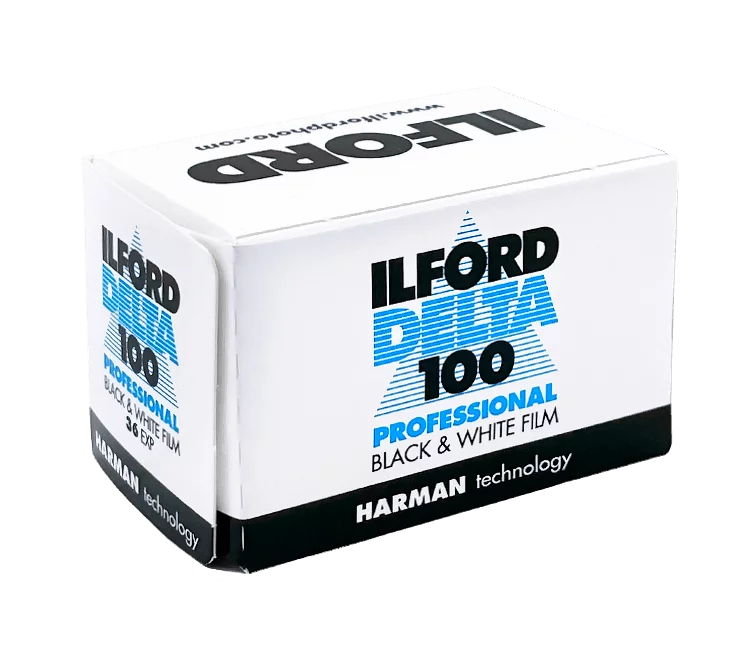 www.ilfordphoto.com
ILFORD
ILFORD
DELTA
100
PROFESSIONAL
BLACK & WHITE FILM
36 EXP
HARMAN technology
ILFORD
DELTA
100
PROFESSIONAL
BLACK & WHITE FILM
HARMAN technology